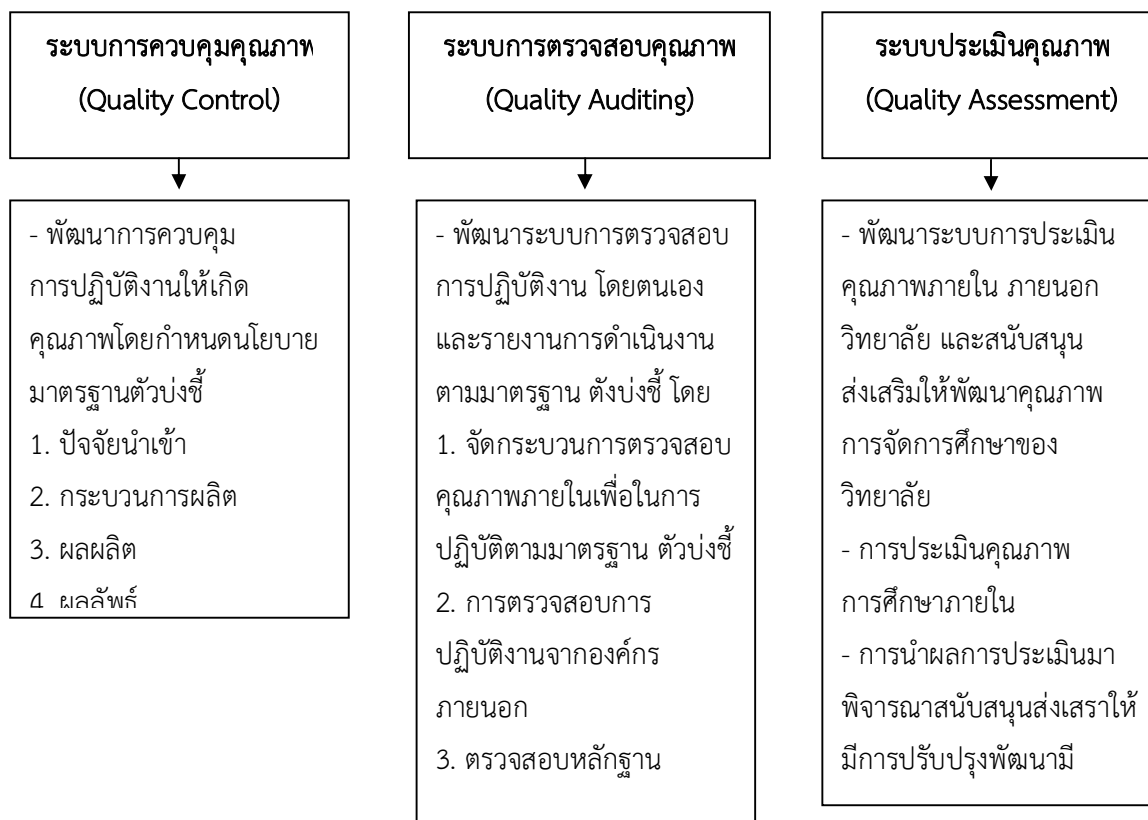 ระบบการควบคุมคุณภาพ
(Quality Control)
- พัฒนาการควบคุม
การปฏิบัติงานให้เกิด
คุณภาพโดยกำหนดนโยบาย
มาตรฐานตัวบ่งชี้
1. ปัจจัยนำเข้า
2. กระบวนการผลิต
3. ผลผลิต
4. ผลลัพธ์
ระบบการตรวจสอบคุณภาพ
(Quality Auditing)
- พัฒนาระบบการตรวจสอบ
การปฏิบัติงาน โดยตนเอง
และรายงานการดำเนินงาน
ตามมาตรฐาน ตังบ่งชี้ โดย
1. จัดกระบวนการตรวจสอบ
คุณภาพภายในเพื่อในการ
ปฏิบัติตามมาตรฐาน ตัวบ่งชี้
2. การตรวจสอบการ
ปฏิบัติงานจากองค์กร
ภายนอก
3. ตรวจสอบหลักฐาน
ระบบประเมินคุณภาพ
(Quality Assessment)
- พัฒนาระบบการประเมิน
คุณภาพภายใน ภายนอก
วิทยาลัย และสนับสนุน
ส่งเสริมให้พัฒนาคุณภาพ
การจัดการศึกษาของ
วิทยาลัย
- การประเมินคุณภาพ
การศึกษาภายใน
- การนำผลการประเมินมา
พิจารณาสนับสนุนส่งเสราให้
มีการปรับปรุงพัฒนามี